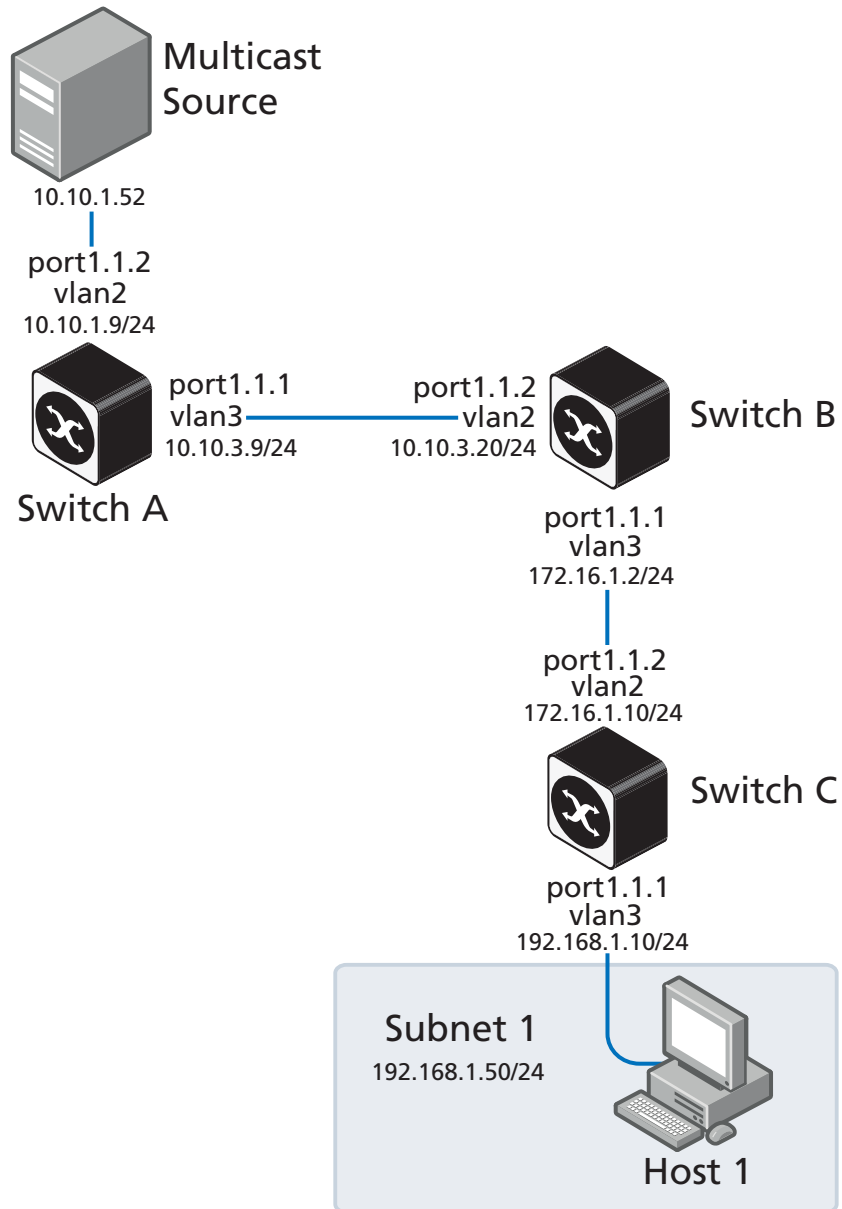 Multicast
Source
10.10.1.52
port1.1.2
vlan2
10.10.1.9/24
Switch A
port1.1.1
vlan3
10.10.3.9/24
port1.1.2
vlan2
10.10.3.20/24
Switch B
port1.1.1
vlan3
172.16.1.2/24
port1.1.2
vlan2
172.16.1.10/24
Switch C
port1.1.1
vlan3
192.168.1.10/24
Subnet 1
192.168.1.50/24
Host 1